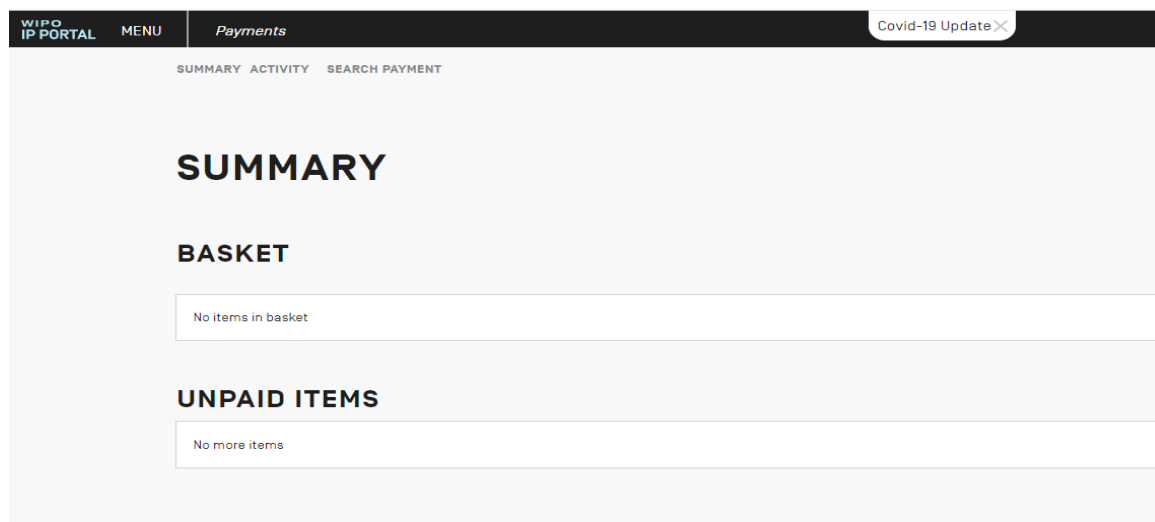 WIPO
IP PORTAL
MENU
Payments
Covid-19 Update
SUMMARY ACTIVITY SEARCH PAYMENT
SUMMARY
BASKET
No items in basket
UNPAID ITEMS
No more items